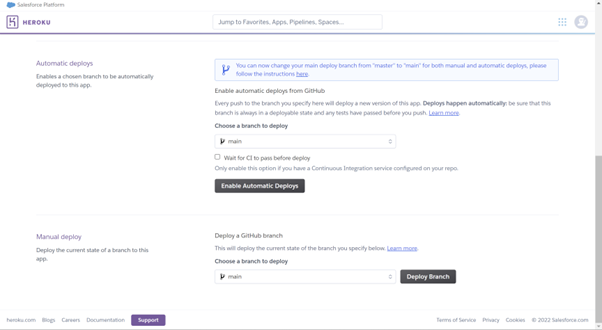 Salesforce Platform
HEROKU
Jump to Favorites, Apps, Pipelines, Spaces...
Automatic deploys
Enables a chosen branch to be automatically
deployed to this app.
You can now change your main deploy branch from "master" to "main" for both manual and automatic deploys, please
follow the instructions here.
Enable automatic deploys from GitHub
Every push to the branch you specify here will deploy a new version of this app. Deploys happen automatically: be sure that this
branch is always in a deployable state and any tests have passed before you push. Learn more.
Choose a branch to deploy
main
Wait for CI to pass before deploy
Only enable this option if you have a Continuous Integration service configured on your repo.
Enable Automatic Deploys
Manual deploy
Deploy the current state of a branch to this
app.
Deploy a GitHub branch
This will deploy the current state of the branch you specify below. Learn more.
Choose a branch to deploy
main
Deploy Branch
heroku.com Blogs Careers Documentation Support
Terms of Service Privacy Cookies © 2022 Salesforce.com